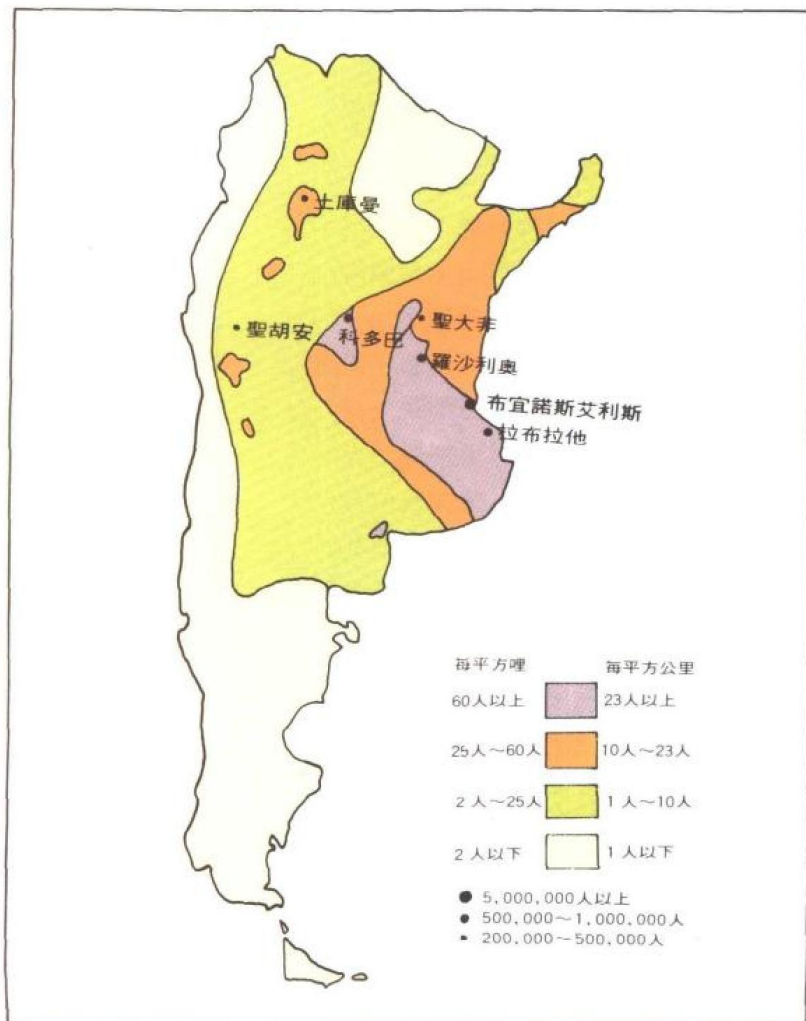 土庫曼
聖胡安
科多巴
聖大非
羅沙利奧
布宜諾斯艾利斯
拉布拉他
每平方哩 每平方公里
60人以上 23人以上
25人～60人 10人～23人
2人～25人 1人～10人
2人以下 1人以下
5,000,000人以上
500,000～1,000,000人
200,000～500,000人